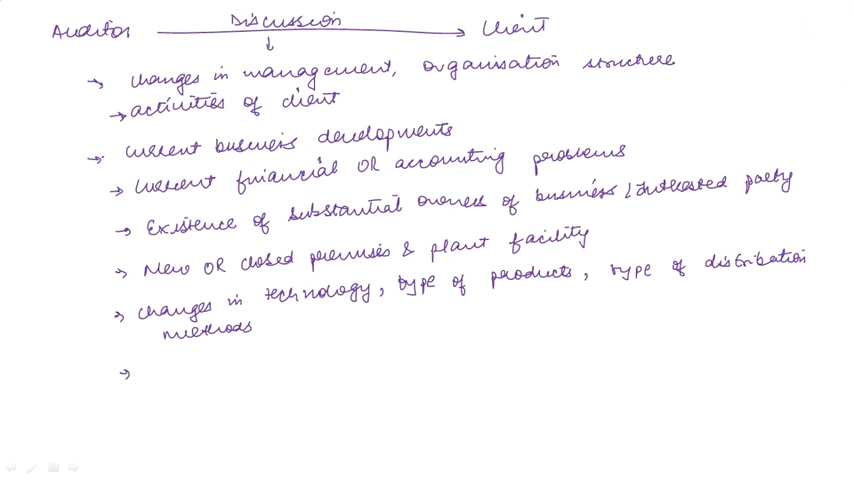 Auditor Discussion → Client
↓
→ Changes in management, organisation structure
→ activities of client
→ current business developments
→ current financial OR accounting problems
→ Existence of substantial owners of business / Interested party
→ New OR closed premises & plant facility
→ changes in technology, type of products, type of distribution
methods
→